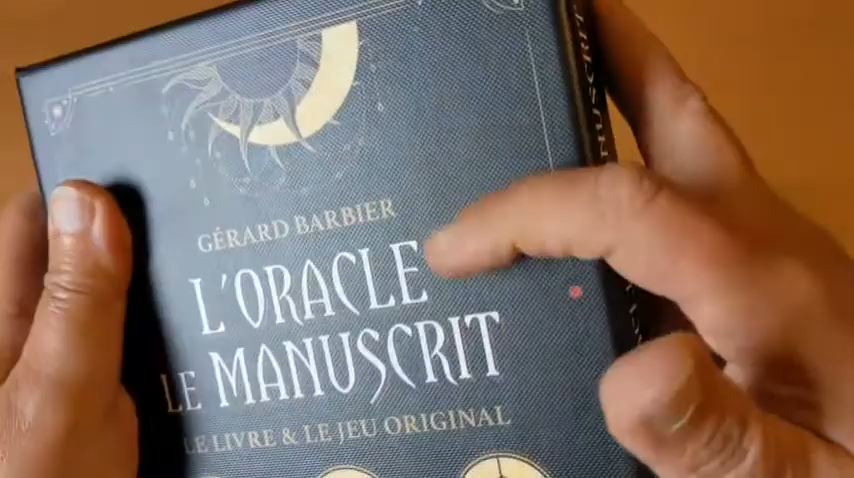 GÉRARD BARBIER
L'ORACLE
LE MANUSCRIT
LE LIVRE & LE JEU ORIGINAL